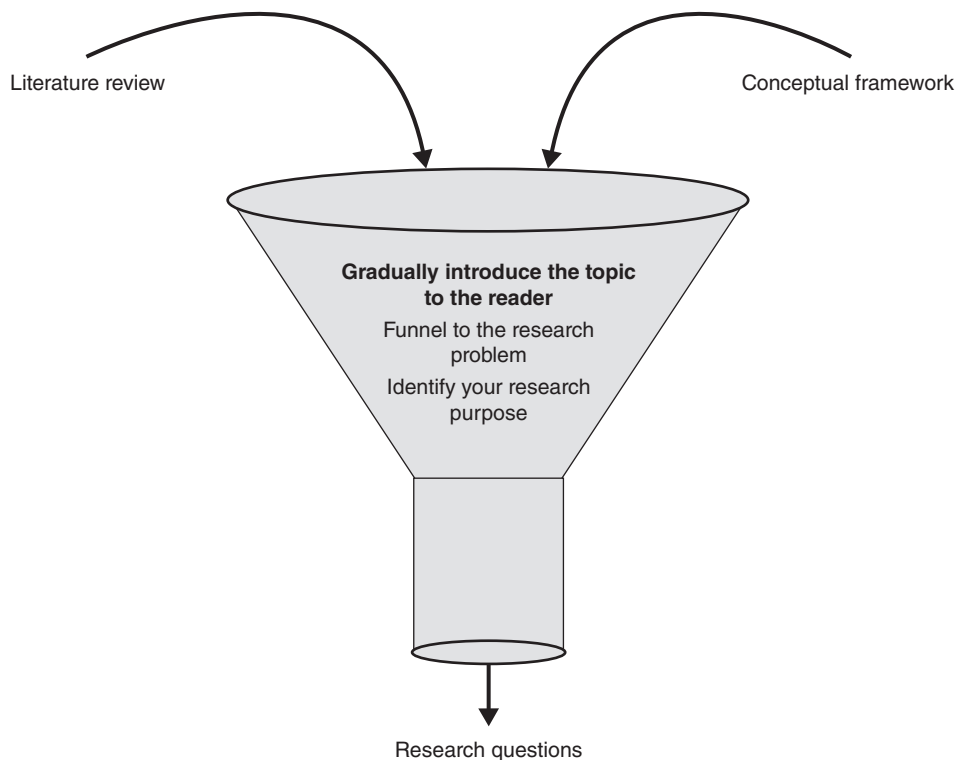 Literature review
Conceptual framework
Gradually introduce the topic
to the reader
Funnel to the research
problem
Identify your research
purpose
Research questions